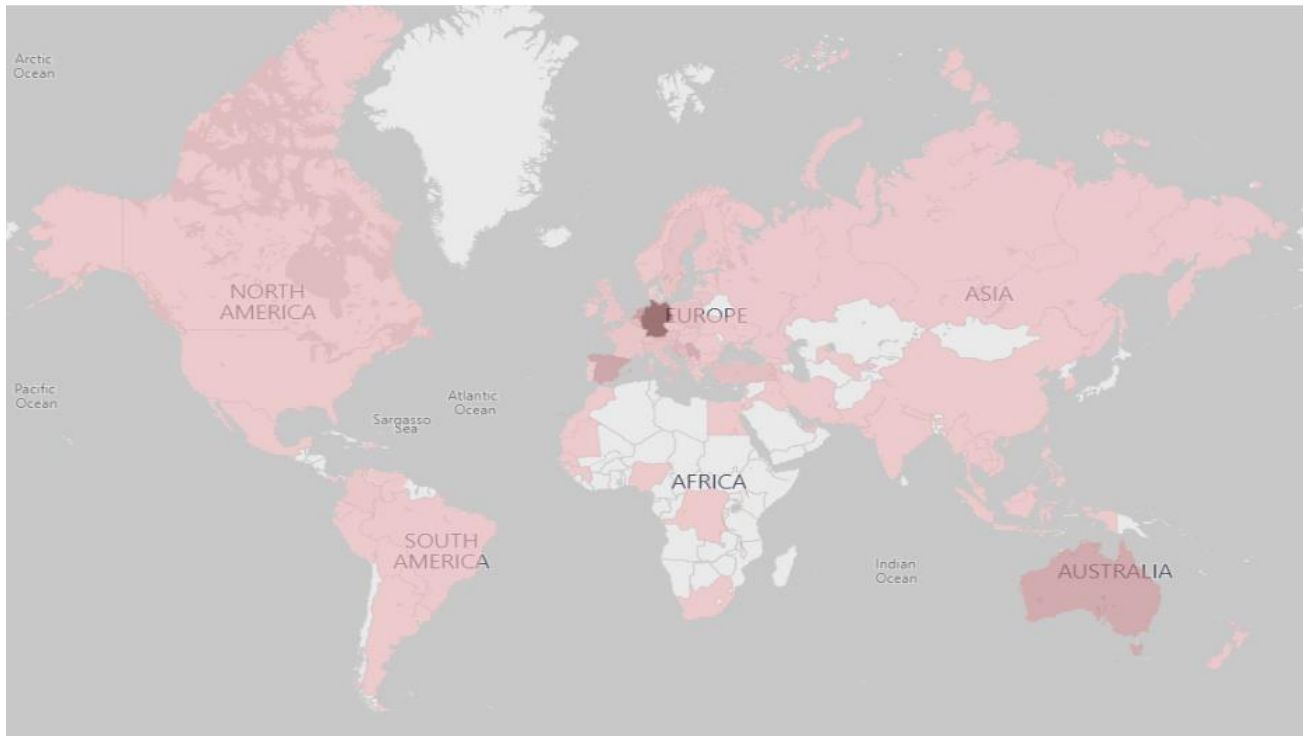 Arctic
Ocean
NORTH
AMERICA
EUROPE
ASIA
Pacific
Ocean
Atlantic
Ocean
Sargasso
Sea
AFRICA
SOUTH
AMERICA
Indian
Ocean
AUSTRALIA